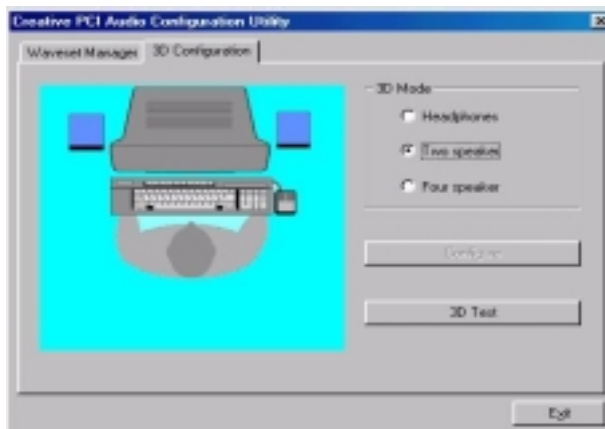 Creative PCI Audio Configuration Utility
Waveset Manager
3D Configuration
3D Mode
Headphones
Two speaker
Four speaker
Configure
3D Test
Exit